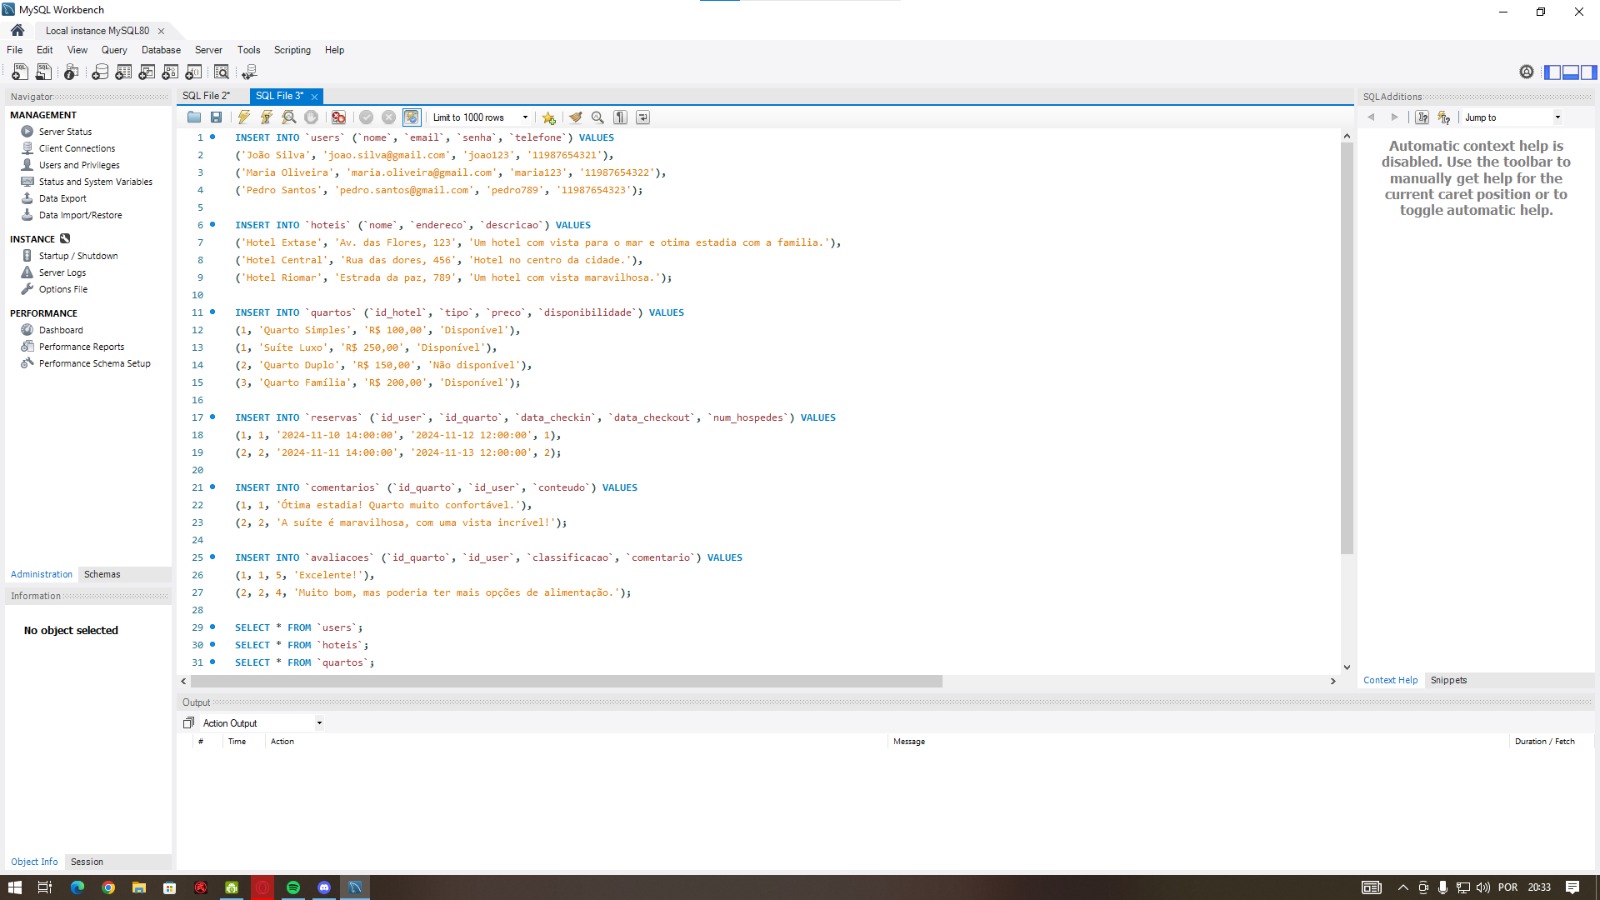 MySQL Workbench
Local instance MySQL80
File Edit View Query Database Server Tools Scripting Help
Navigator
MANAGEMENT
Server Status
Client Connections
Users and Privileges
Status and System Variables
Data Export
Data Import/Restore
INSTANCE
Startup / Shutdown
Server Logs
Options File
PERFORMANCE
Dashboard
Performance Reports
Performance Schema Setup
Administration Schemas
Information
No object selected
Object Info Session
SQL File 2* SQL File 3*
Limit to 1000 rows
1 INSERT INTO `users` (`nome`, `email`, `senha`, `telefone`) VALUES
2 ('João Silva', 'joao.silva@gmail.com', 'joao123', '11987654321'),
3 ('Maria Oliveira', 'maria.oliveira@gmail.com', 'maria123', '11987654322'),
4 ('Pedro Santos', 'pedro.santos@gmail.com', 'pedro789', '11987654323');
5
6 INSERT INTO `hoteis` (`nome`, `endereco`, `descricao`) VALUES
7 ('Hotel Extase', 'Av. das Flores, 123', 'Um hotel com vista para o mar e otima estadia com a familia.'),
8 ('Hotel Central', 'Rua das dores, 456', 'Hotel no centro da cidade.'),
9 ('Hotel Riomar', 'Estrada da paz, 789', 'Um hotel com vista maravilhosa.');
10
11 INSERT INTO `quartos` (`id_hotel`, `tipo`, `preco`, `disponibilidade`) VALUES
12 (1, 'Quarto Simples', 'R$ 100,00', 'Disponível'),
13 (1, 'Suíte Luxo', 'R$ 250,00', 'Disponível'),
14 (2, 'Quarto Duplo', 'R$ 150,00', 'Não disponível'),
15 (3, 'Quarto Família', 'R$ 200,00', 'Disponível');
16
17 INSERT INTO `reservas` (`id_user`, `id_quarto`, `data_checkin`, `data_checkout`, `num_hospedes`) VALUES
18 (1, 1, '2024-11-10 14:00:00', '2024-11-12 12:00:00', 1),
19 (2, 2, '2024-11-11 14:00:00', '2024-11-13 12:00:00', 2);
20
21 INSERT INTO `comentarios` (`id_quarto`, `id_user`, `conteudo`) VALUES
22 (1, 1, 'Ótima estadia! Quarto muito confortável.'),
23 (2, 2, 'A suíte é maravilhosa, com uma vista incrível!');
24
25 INSERT INTO `avaliacoes` (`id_quarto`, `id_user`, `classificacao`, `comentario`) VALUES
26 (1, 1, 5, 'Excelente!'),
27 (2, 2, 4, 'Muito bom, mas poderia ter mais opções de alimentação.');
28
29 SELECT * FROM `users`;
30 SELECT * FROM `hoteis`;
31 SELECT * FROM `quartos`;
Output
Action Output
# Time Action Message Duration / Fetch
SQLAdditions
Jump to
Automatic context help is
disabled. Use the toolbar to
manually get help for the
current caret position or to
toggle automatic help.
Context Help Snippets
POR 20:33